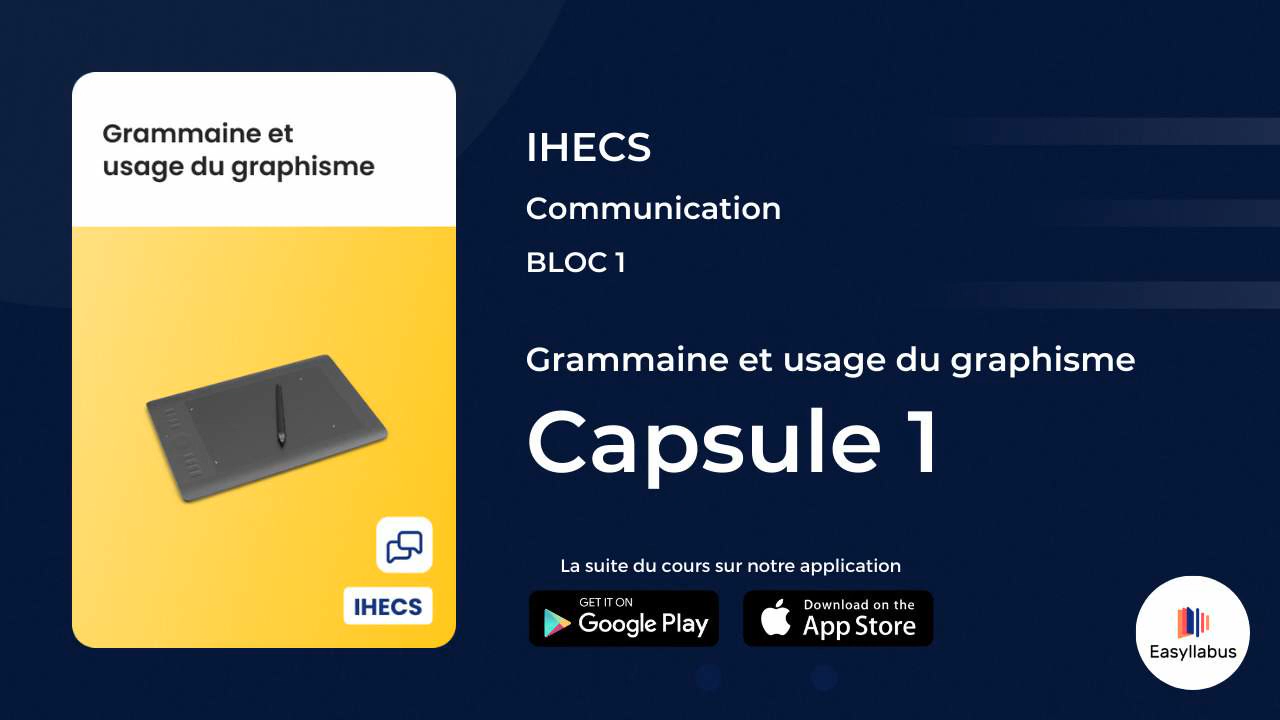 Grammaine et
usage du graphisme
IHECS
IHECS
Communication
BLOC 1
Grammaine et usage du graphisme
Capsule 1
La suite du cours sur notre application
GET IT ON
Google Play
Download on the
App Store
Easyllabus